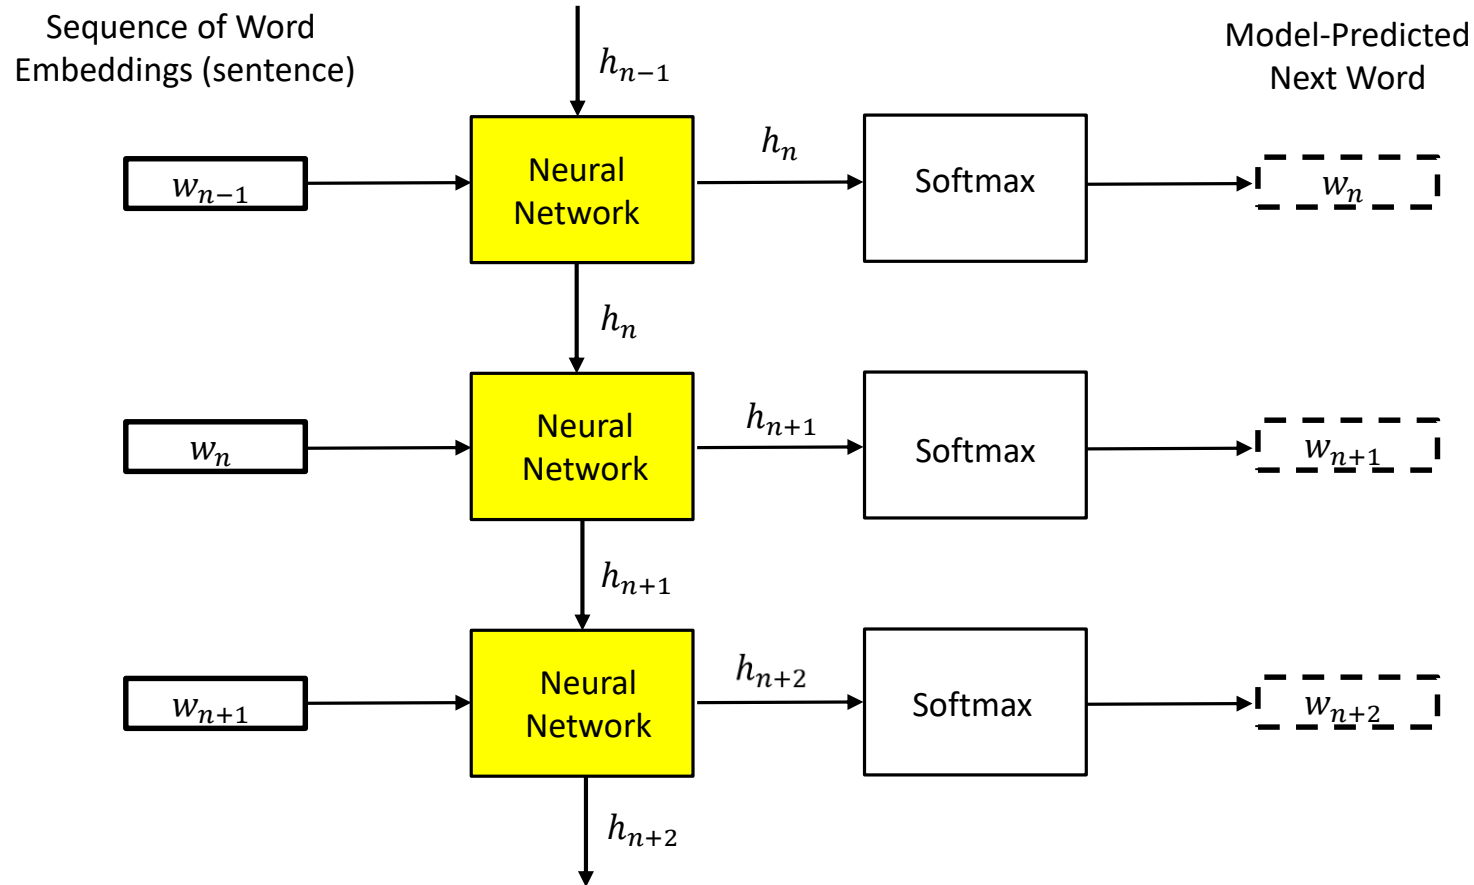 Sequence of Word
Embeddings (sentence)
Model-Predicted
Next Word
h_{n−1}
w_{n−1}
Neural
Network
h_n
Softmax
w_n
h_n
w_n
Neural
Network
h_{n+1}
Softmax
w_{n+1}
h_{n+1}
w_{n+1}
Neural
Network
h_{n+2}
Softmax
w_{n+2}
h_{n+2}